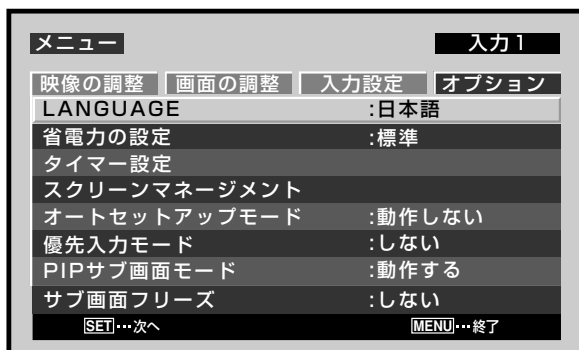 メニュー 入力1
映像の調整 画面の調整 入力設定 オプション
LANGUAGE :日本語
省電力の設定 :標準
タイマー設定
スクリーンマネージメント
オートセットアップモード :動作しない
優先入力モード :しない
PIPサブ画面モード :動作する
サブ画面フリーズ :しない
SET…次へ MENU…終了